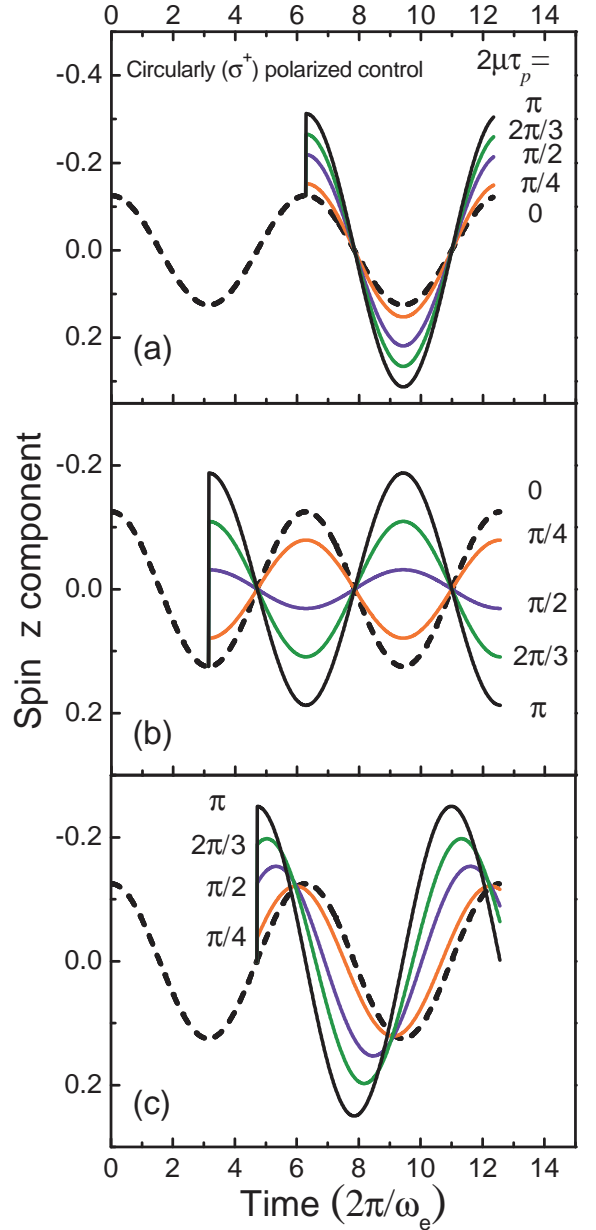 0 2 4 6 8 10 12 14
Circularly (σ⁺) polarized control
2μτₚ=
π
2π/3
π/2
π/4
0
-0.4
-0.2
0.0
0.2
(a)
-0.2
0.0
0.2
0
π/4
π/2
2π/3
π
(b)
Spin z component
π
2π/3
π/2
π/4
-0.2
0.0
0.2
(c)
0 2 4 6 8 10 12 14
Time (2π/ωₑ)